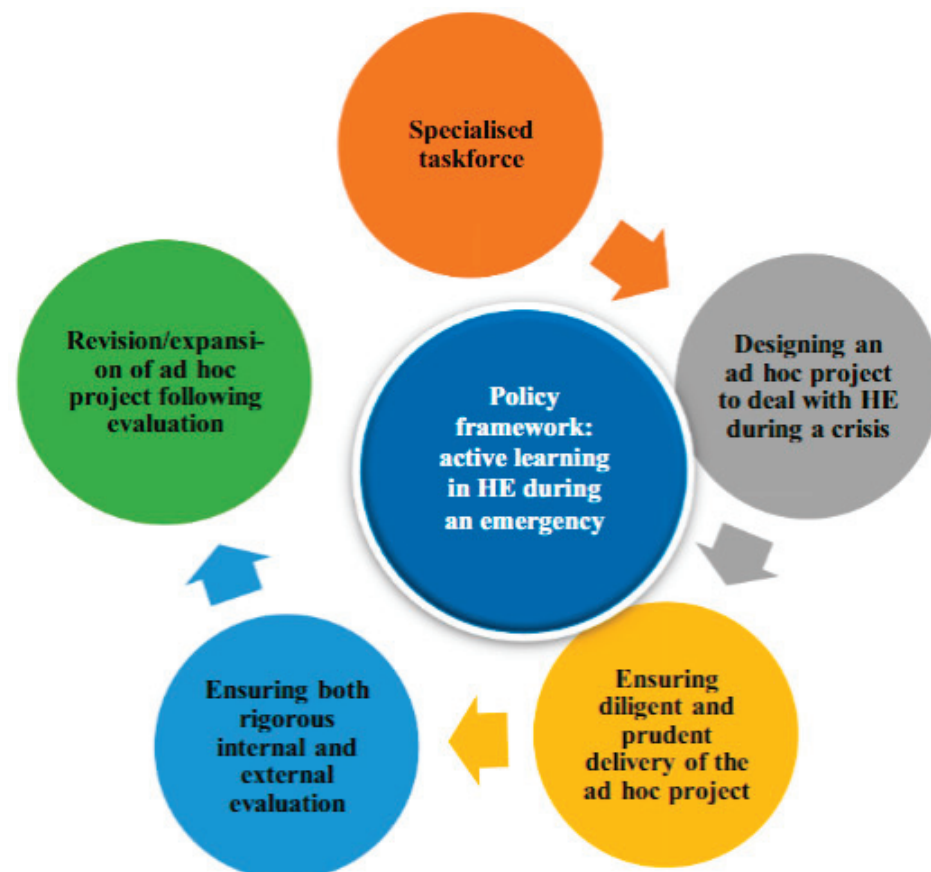 Specialised
taskforce
Designing an
ad hoc project
to deal with HE
during a crisis
Ensuring
diligent and
prudent
delivery of the
ad hoc project
Ensuring both
rigorous
internal and
external
evaluation
Revision/expansi-
on of ad hoc
project following
evaluation
Policy
framework:
active learning
in HE during
an emergency